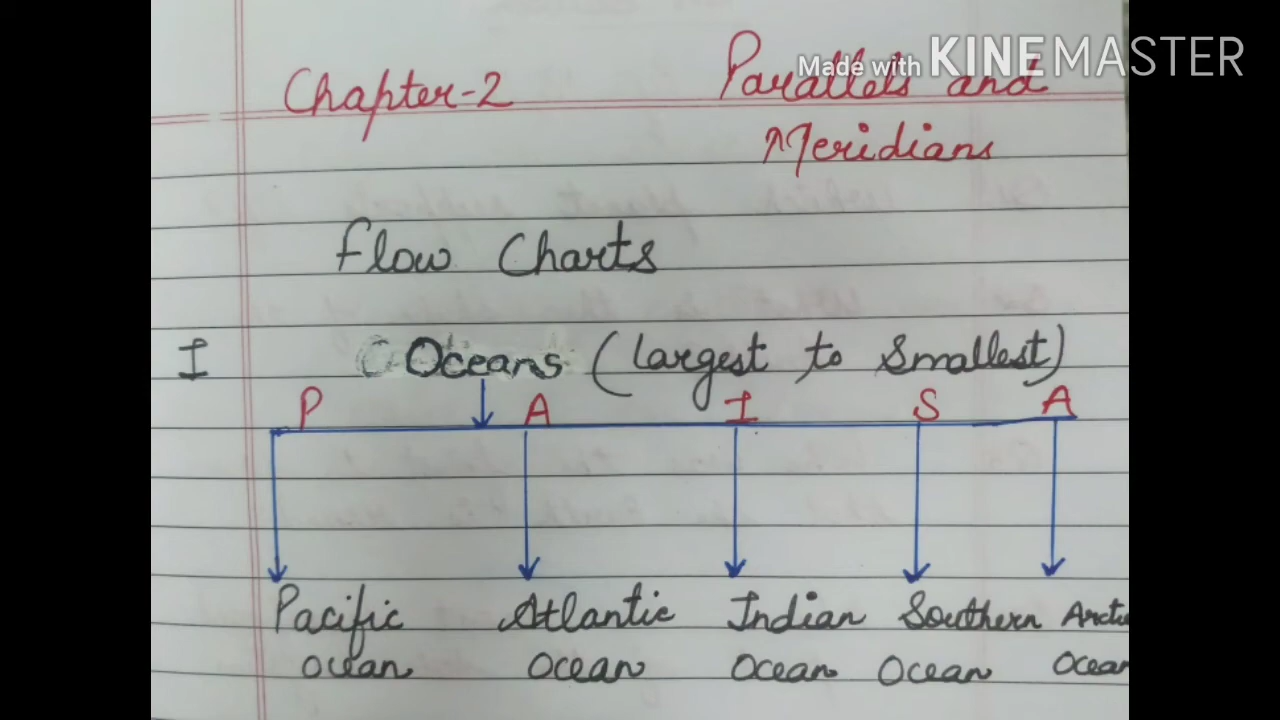 Made with KINEMASTER
Chapter-2 Parallels and
Meridians
Flow Charts
I Oceans (largest to smallest)
P A I S A
Pacific Atlantic Indian Southern Arctic
Ocean Ocean Ocean Ocean Ocean